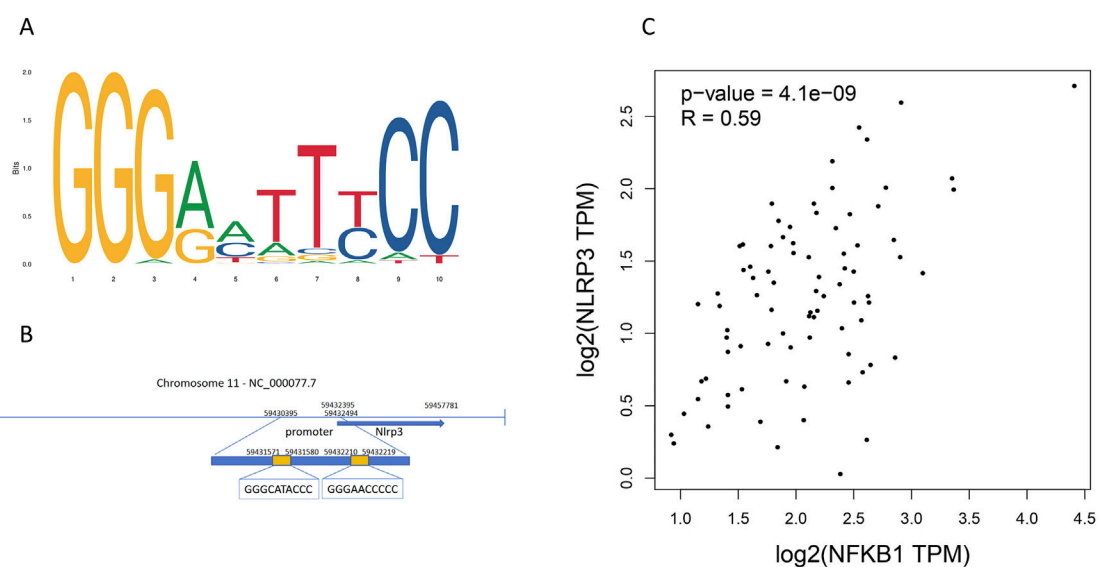 A
2.0
1.5
1.0
0.5
0.0
Bits
GGGAATTTCC
GCACCAT
TGGAT
1 2 3 4 5 6 7 8 9 10
B
Chromosome 11 - NC_000077.7
59432395 59457781
59430395 59432494
promoter Nlrp3
59431571 59431580 59432210 59432219
GGGCATACCC GGGAACCCCC
C
p-value = 4.1e-09
R = 0.59
2.5
2.0
1.5
1.0
0.5
0.0
log2(NLRP3 TPM)
1.0 1.5 2.0 2.5 3.0 3.5 4.0 4.5
log2(NFKB1 TPM)